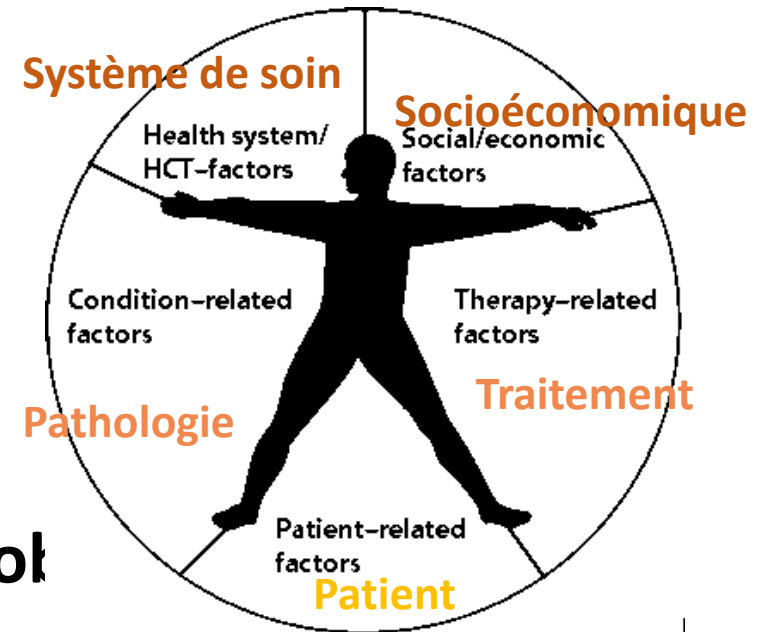 Système de soin
Socioéconomique
Health system/
HCT-factors
Social/economic
factors
Condition-related
factors
Therapy-related
factors
Pathologie
Traitement
Patient-related
factors
Patient